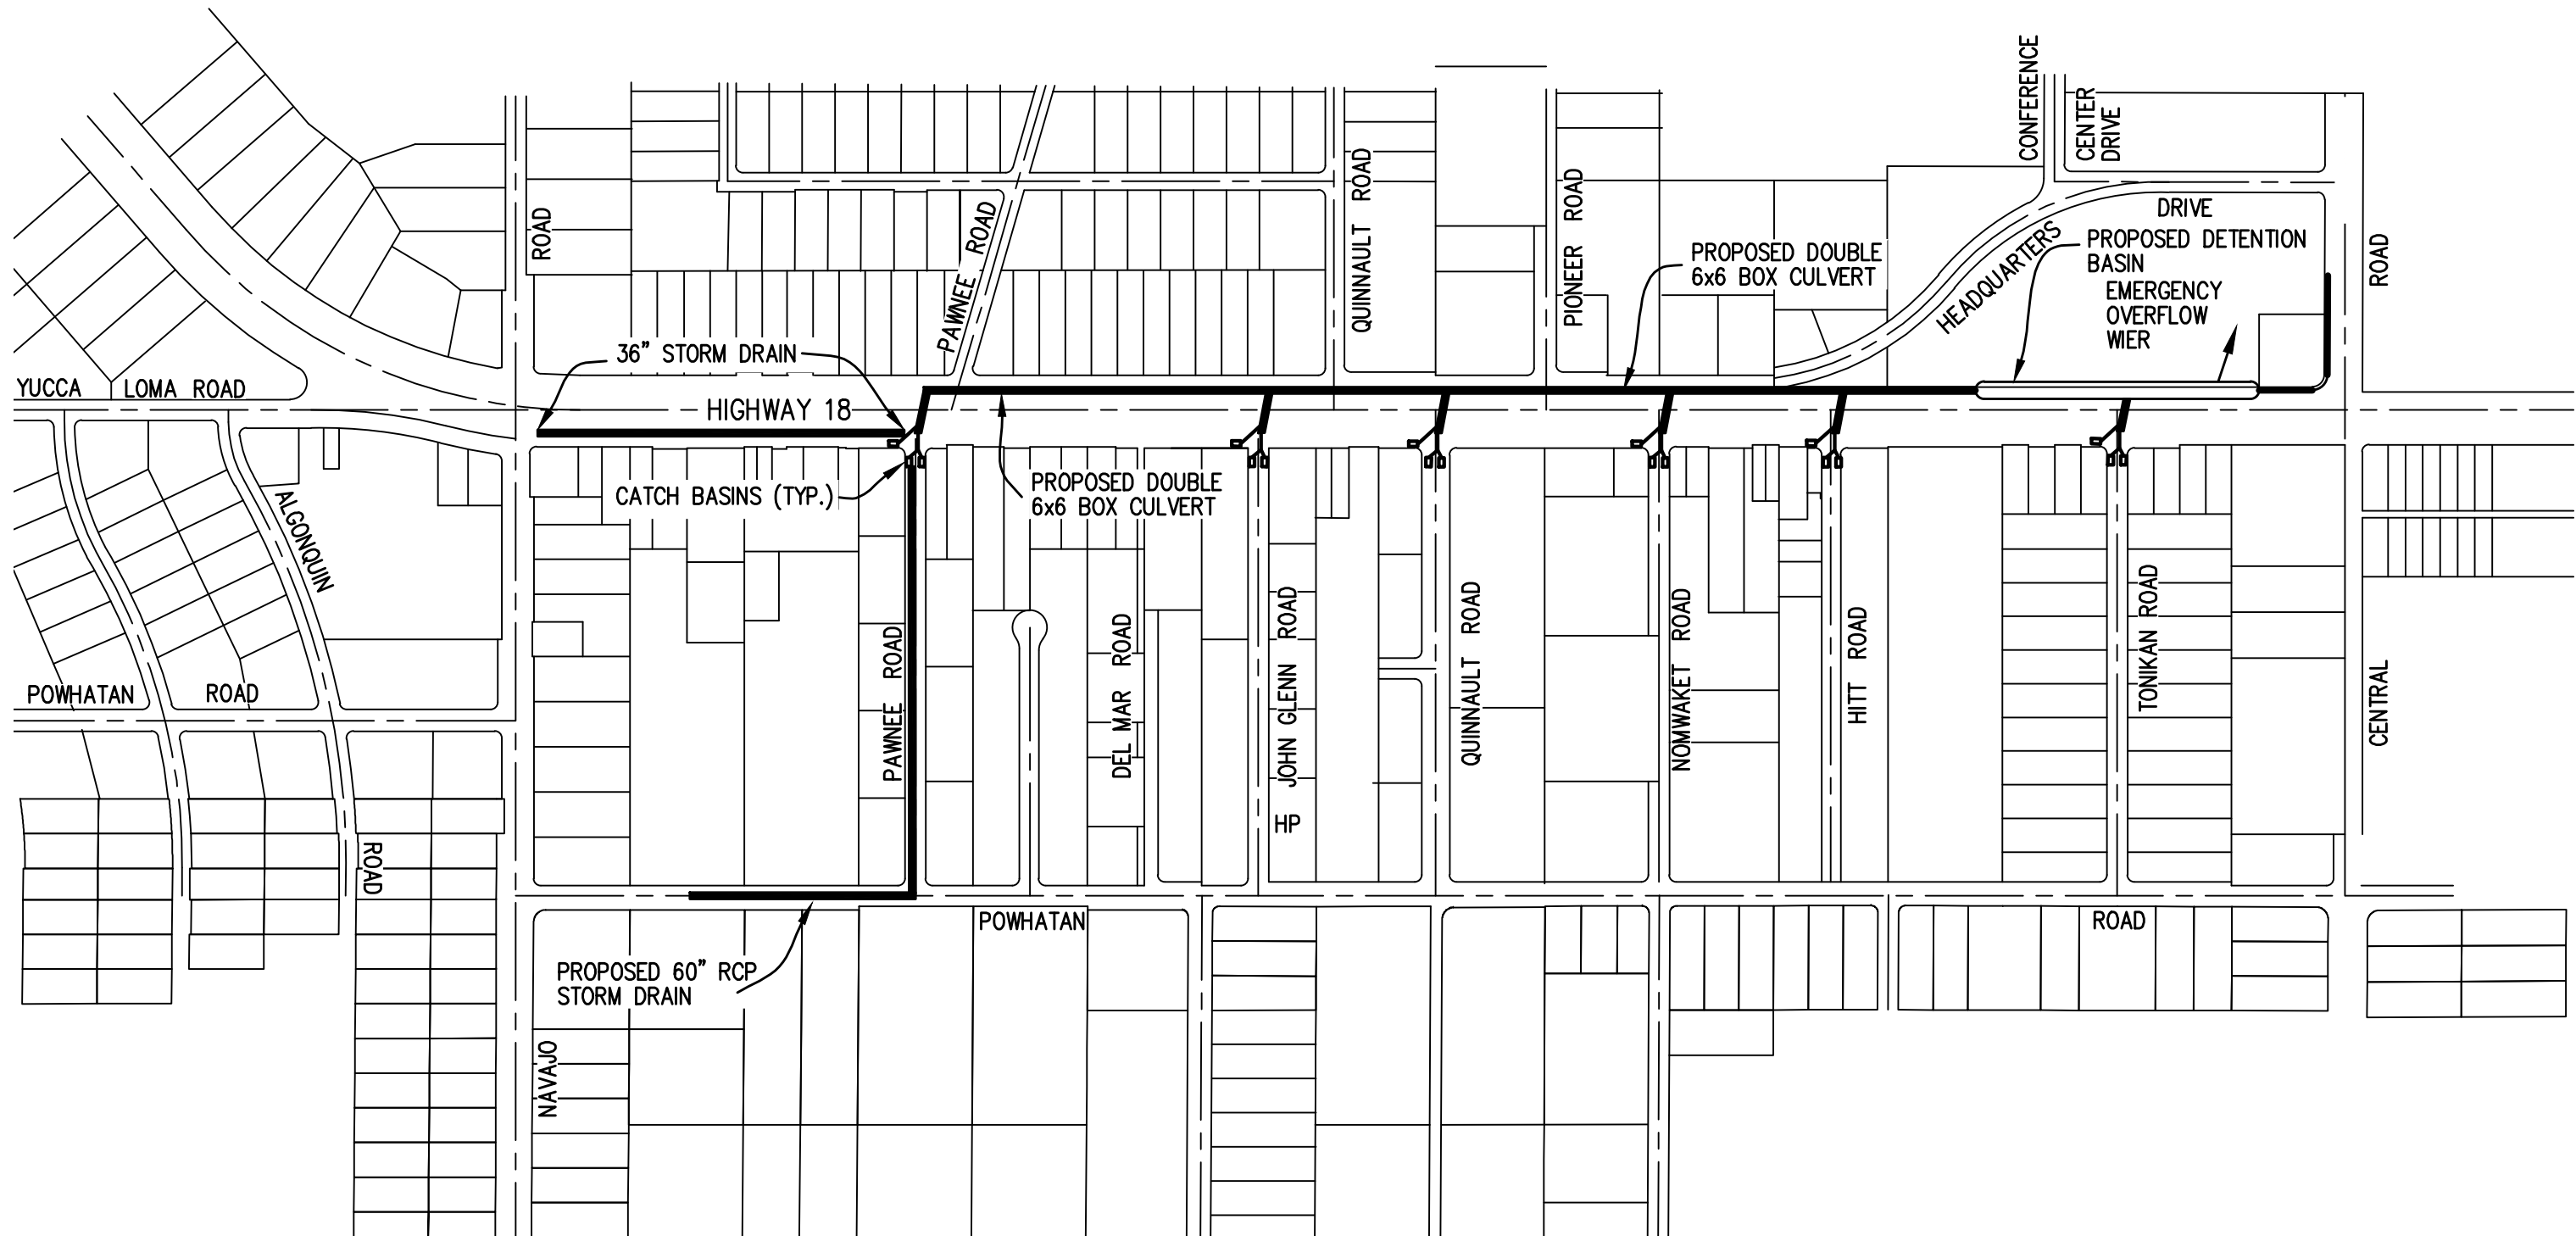 CONFERENCE
CENTER
DRIVE
ROAD
QUINNAULT ROAD
PIONEER ROAD
PAWNEE ROAD
DRIVE
HEADQUARTERS
PROPOSED DETENTION
BASIN
EMERGENCY
OVERFLOW
WIER
ROAD
PROPOSED DOUBLE
6x6 BOX CULVERT
36" STORM DRAIN
YUCCA LOMA ROAD
HIGHWAY 18
CATCH BASINS (TYP.)
PROPOSED DOUBLE
6x6 BOX CULVERT
ALGONQUIN
ROAD
POWHATAN ROAD
PAWNEE ROAD
DEL MAR ROAD
HP JOHN GLENN ROAD
QUINNAULT ROAD
NOMWAKET ROAD
HITT ROAD
TONIKAN ROAD
CENTRAL
POWHATAN
ROAD
PROPOSED 60" RCP
STORM DRAIN
NAVAJO